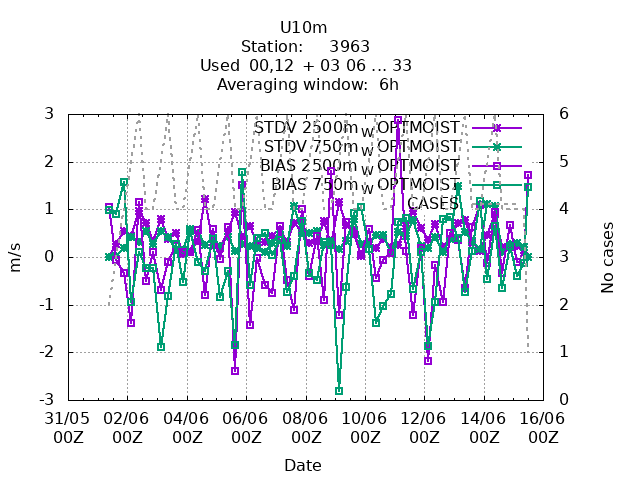 U10m
Station: 3963
Used 00,12 + 03 06 ... 33
Averaging window: 6h
3 6
STDV 2500m_W OPTMOIST
STDV 750m_W OPTMOIST
2 5
BIAS 2500m_W OPTMOIST
BIAS 750m_W OPTMOIST
CASES
1 4
0 3
-1 2
-2 1
-3 0
m/s
No cases
31/05 02/06 04/06 06/06 08/06 10/06 12/06 14/06 16/06
00Z 00Z 00Z 00Z 00Z 00Z 00Z 00Z 00Z
Date